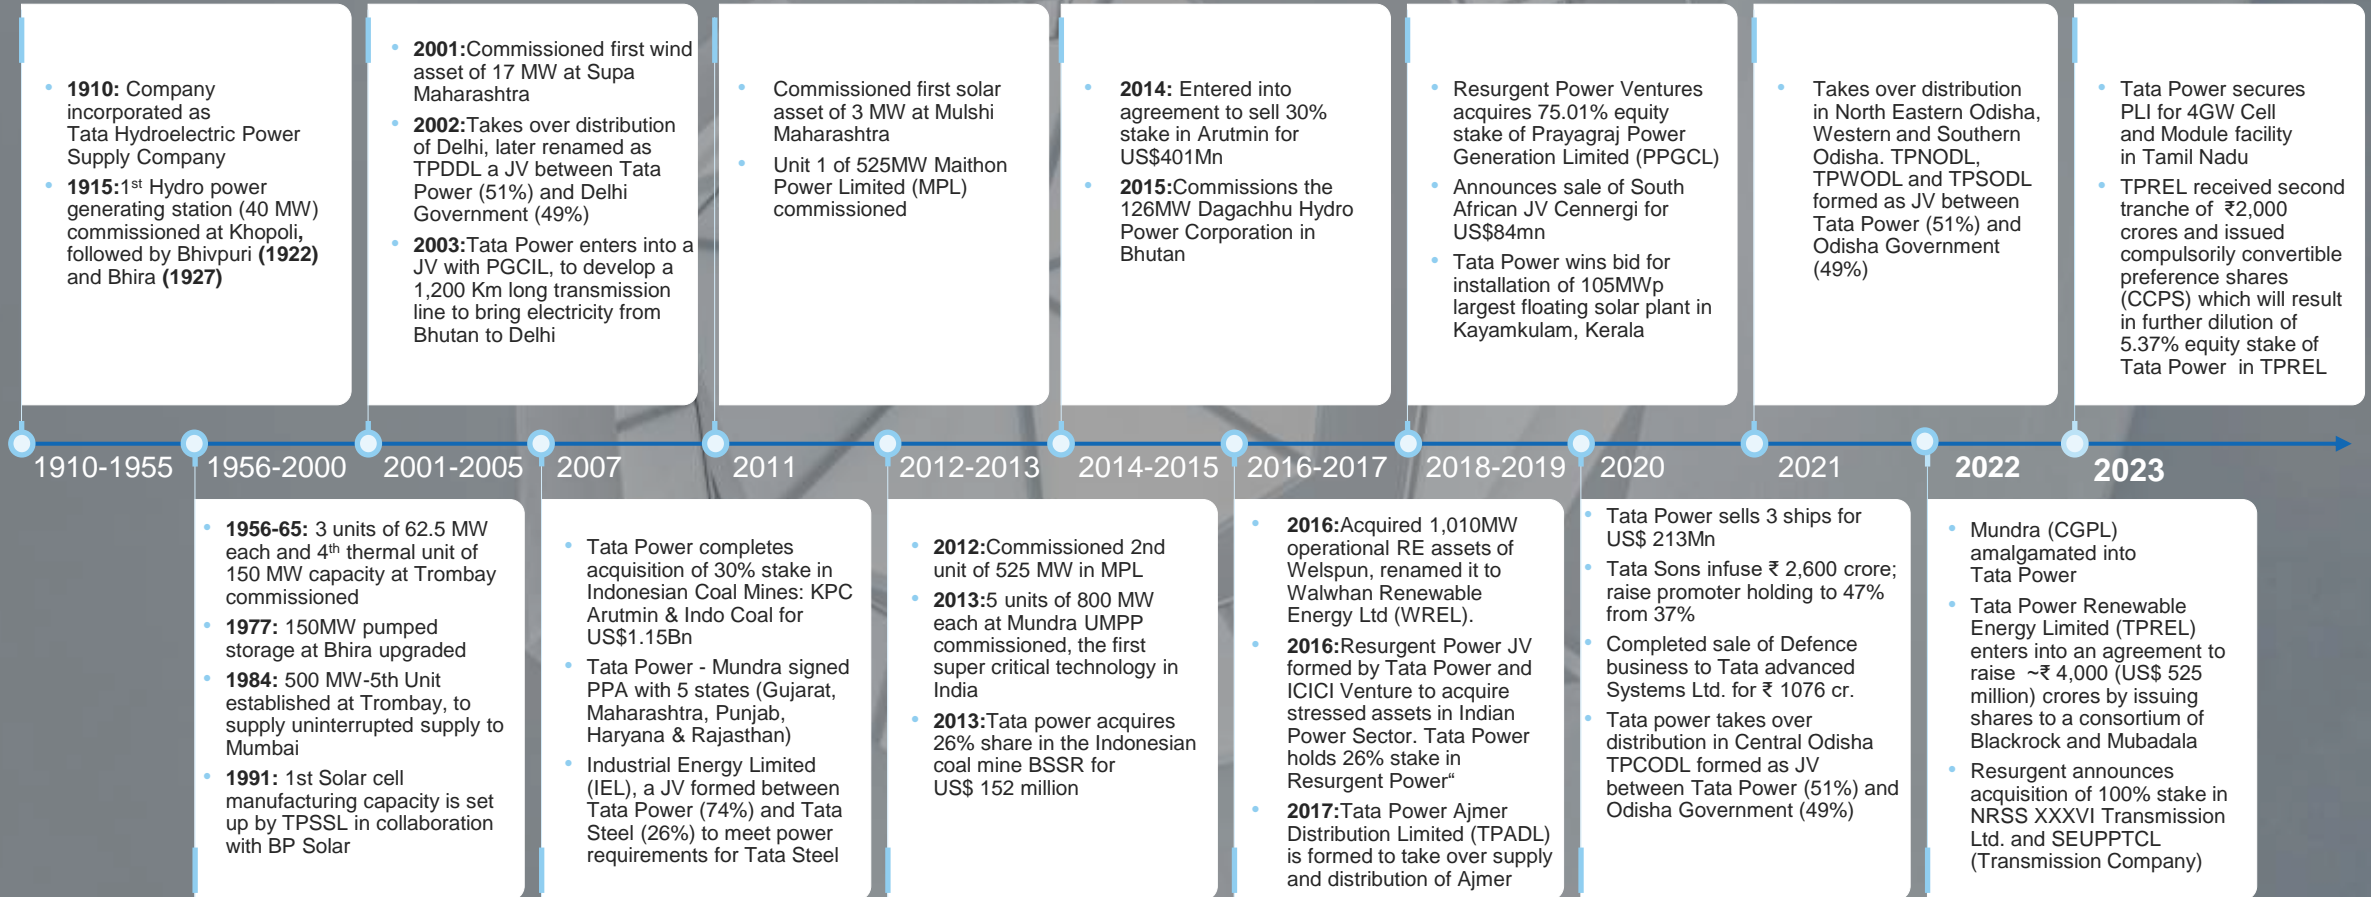 • 1910: Company
incorporated as
Tata Hydroelectric Power
Supply Company
• 1915:1st Hydro power
generating station (40 MW)
commissioned at Khopoli,
followed by Bhivpuri (1922)
and Bhira (1927)
• 2001:Commissioned first wind
asset of 17 MW at Supa
Maharashtra
• 2002:Takes over distribution
of Delhi, later renamed as
TPDDL a JV between Tata
Power (51%) and Delhi
Government (49%)
• 2003:Tata Power enters into a
JV with PGCIL, to develop a
1,200 Km long transmission
line to bring electricity from
Bhutan to Delhi
• Commissioned first solar
asset of 3 MW at Mulshi
Maharashtra
• Unit 1 of 525MW Maithon
Power Limited (MPL)
commissioned
• 2014: Entered into
agreement to sell 30%
stake in Arutmin for
US$401Mn
• 2015:Commissions the
126MW Dagachhu Hydro
Power Corporation in
Bhutan
• Resurgent Power Ventures
acquires 75.01% equity
stake of Prayagraj Power
Generation Limited (PPGCL)
• Announces sale of South
African JV Cennergi for
US$84mn
• Tata Power wins bid for
installation of 105MWp
largest floating solar plant in
Kayamkulam, Kerala
• Takes over distribution
in North Eastern Odisha,
Western and Southern
Odisha. TPNODL,
TPWODL and TPSODL
formed as JV between
Tata Power (51%) and
Odisha Government
(49%)
• Tata Power secures
PLI for 4GW Cell
and Module facility
in Tamil Nadu
• TPREL received second
tranche of ₹2,000
crores and issued
compulsorily convertible
preference shares
(CCPS) which will result
in further dilution of
5.37% equity stake of
Tata Power in TPREL
1910-1955
1956-2000
2001-2005
2007
2011
2012-2013
2014-2015
2016-2017
2018-2019
2020
2021
2022
2023
• 1956-65: 3 units of 62.5 MW
each and 4th thermal unit of
150 MW capacity at Trombay
commissioned
• 1977: 150MW pumped
storage at Bhira upgraded
• 1984: 500 MW-5th Unit
established at Trombay, to
supply uninterrupted supply to
Mumbai
• 1991: 1st Solar cell
manufacturing capacity is set
up by TPSSL in collaboration
with BP Solar
• Tata Power completes
acquisition of 30% stake in
Indonesian Coal Mines: KPC
Arutmin & Indo Coal for
US$1.15Bn
• Tata Power - Mundra signed
PPA with 5 states (Gujarat,
Maharashtra, Punjab,
Haryana & Rajasthan)
• Industrial Energy Limited
(IEL), a JV formed between
Tata Power (74%) and Tata
Steel (26%) to meet power
requirements for Tata Steel
• 2012:Commissioned 2nd
unit of 525 MW in MPL
• 2013:5 units of 800 MW
each at Mundra UMPP
commissioned, the first
super critical technology in
India
• 2013:Tata power acquires
26% share in the Indonesian
coal mine BSSR for
US$ 152 million
• 2016:Acquired 1,010MW
operational RE assets of
Welspun, renamed it to
Walwhan Renewable
Energy Ltd (WREL).
• 2016:Resurgent Power JV
formed by Tata Power and
ICICI Venture to acquire
stressed assets in Indian
Power Sector. Tata Power
holds 26% stake in
Resurgent Power“
• 2017:Tata Power Ajmer
Distribution Limited (TPADL)
is formed to take over supply
and distribution of Ajmer
• Tata Power sells 3 ships for
US$ 213Mn
• Tata Sons infuse ₹ 2,600 crore;
raise promoter holding to 47%
from 37%
• Completed sale of Defence
business to Tata advanced
Systems Ltd. for ₹ 1076 cr.
• Tata power takes over
distribution in Central Odisha
TPCODL formed as JV
between Tata Power (51%) and
Odisha Government (49%)
• Mundra (CGPL)
amalgamated into
Tata Power
• Tata Power Renewable
Energy Limited (TPREL)
enters into an agreement to
raise ~₹ 4,000 (US$ 525
million) crores by issuing
shares to a consortium of
Blackrock and Mubadala
• Resurgent announces
acquisition of 100% stake in
NRSS XXXVI Transmission
Ltd. and SEUPPTCL
(Transmission Company)